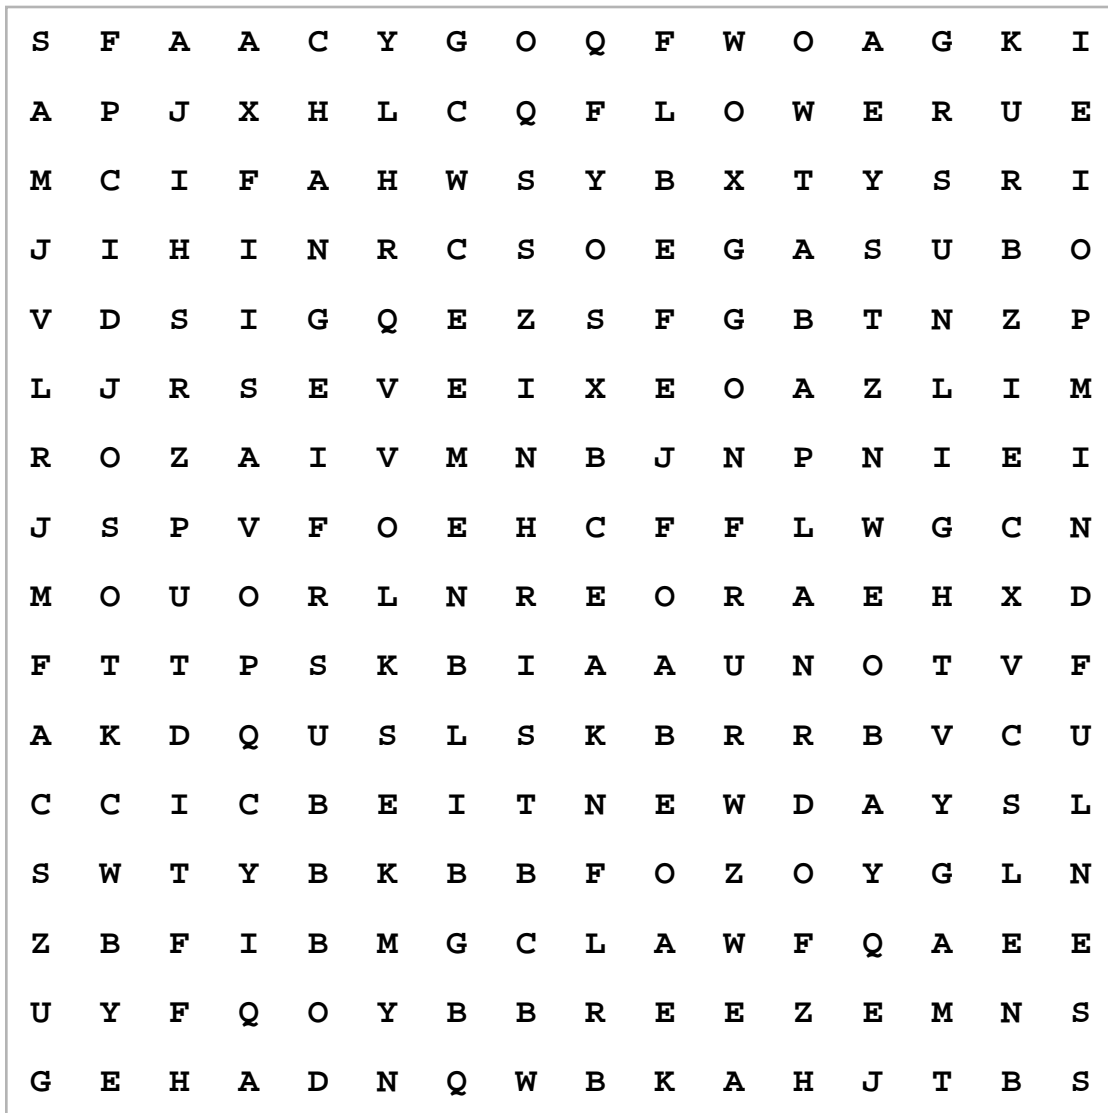 S F A A C Y G O Q F W O A G K I
A P J X H L C Q F L O W E R U E
M C I F A H W S Y B X T Y S R I
J I H I N R C S O E G A S U B O
V D S I G Q E Z S F G B T N Z P
L J R S E V E I X E O A Z L I M
R O Z A I V M N B J N P N I E I
J S P V F O E H C F F L W G C N
M O U O R L N R E O R A E H X D
F T T P S K B I A A U N O T V F
A K D Q U S L S K B R R B V C U
C C I C B E I T N E W D A Y S L
S W T Y B K B B F O Z O Y G L N
Z B F I B M G C L A W F Q A E E
U Y F Q O Y B B R E E Z E M N S
G E H A D N Q W B K A H J T B S